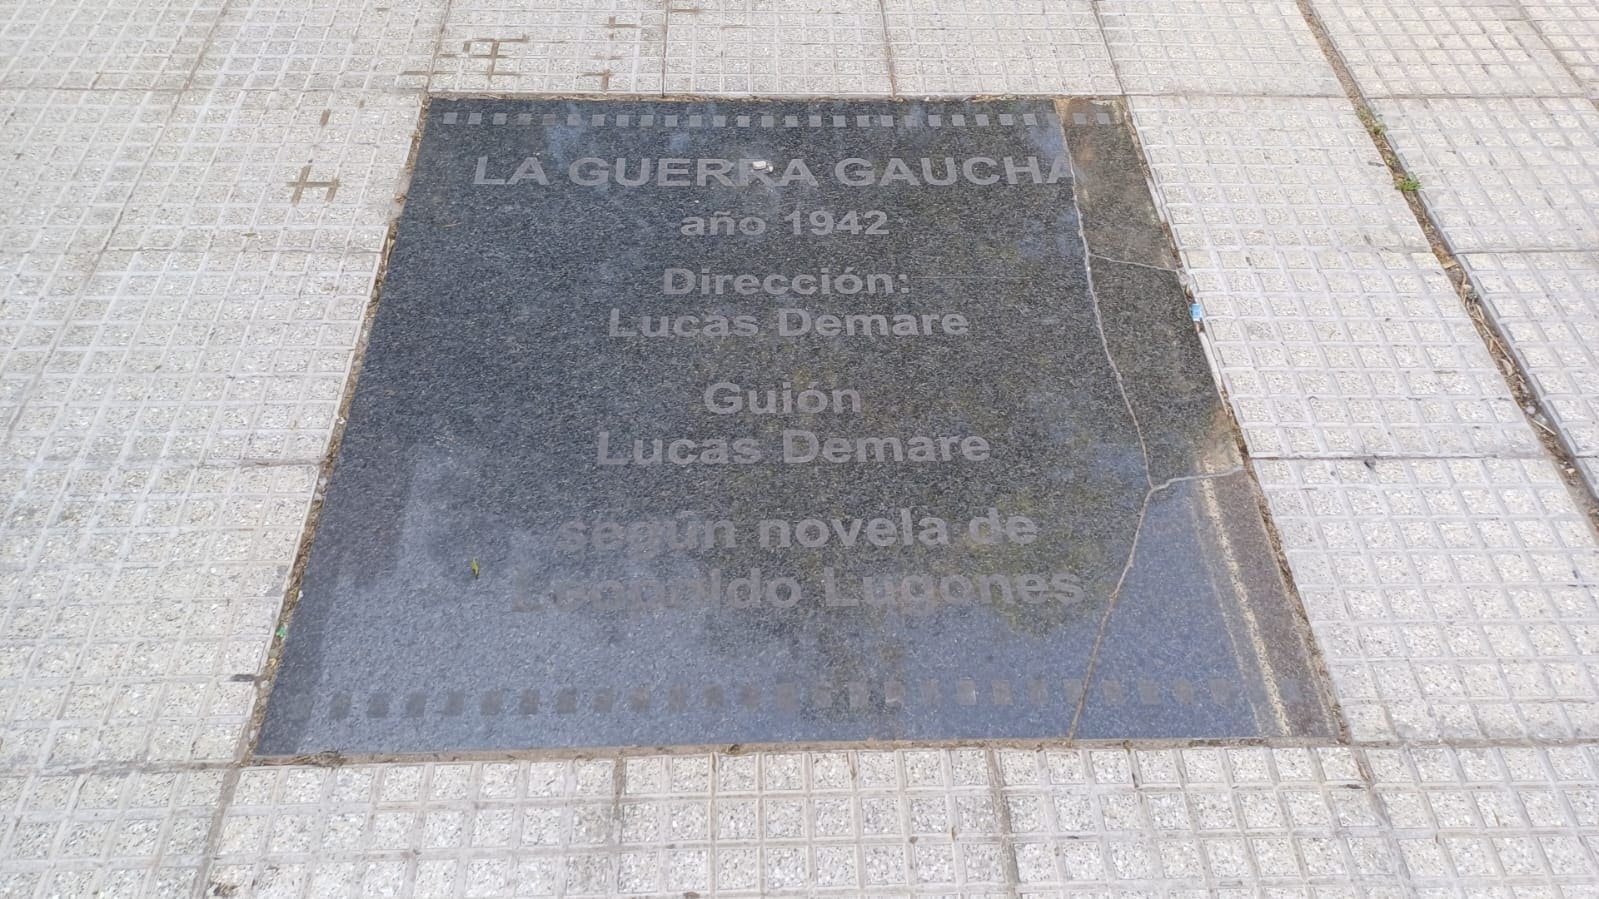 LA GUERRA GAUCHA
año 1942
Dirección:
Lucas Demare
Guión
Lucas Demare
según novela de
Leopoldo Lugones